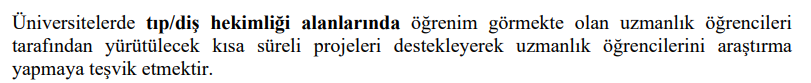 Üniversitelerde tıp/diş hekimliği alanlarında öğrenim görmekte olan uzmanlık öğrencileri
tarafından yürütülecek kısa süreli projeleri destekleyerek uzmanlık öğrencilerini araştırma
yapmaya teşvik etmektir.